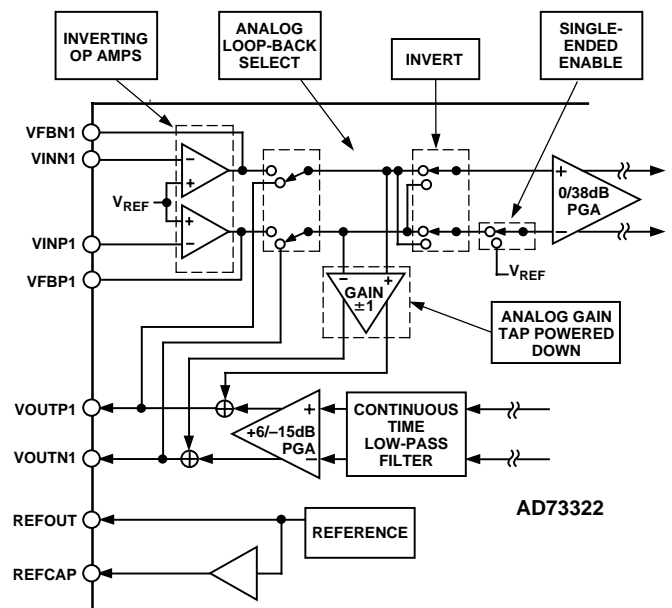 INVERTING
OP AMPS
ANALOG
LOOP-BACK
SELECT
INVERT
SINGLE-
ENDED
ENABLE
VFBN1
VINN1
VREF
VINP1
VFBP1
–
+
+
–
+
–
0/38dB
PGA
VREF
– +
GAIN
±1
ANALOG GAIN
TAP POWERED
DOWN
VOUTP1
VOUTN1
+6/–15dB
PGA
+
–
CONTINUOUS
TIME
LOW-PASS
FILTER
AD73322
REFOUT
REFCAP
REFERENCE